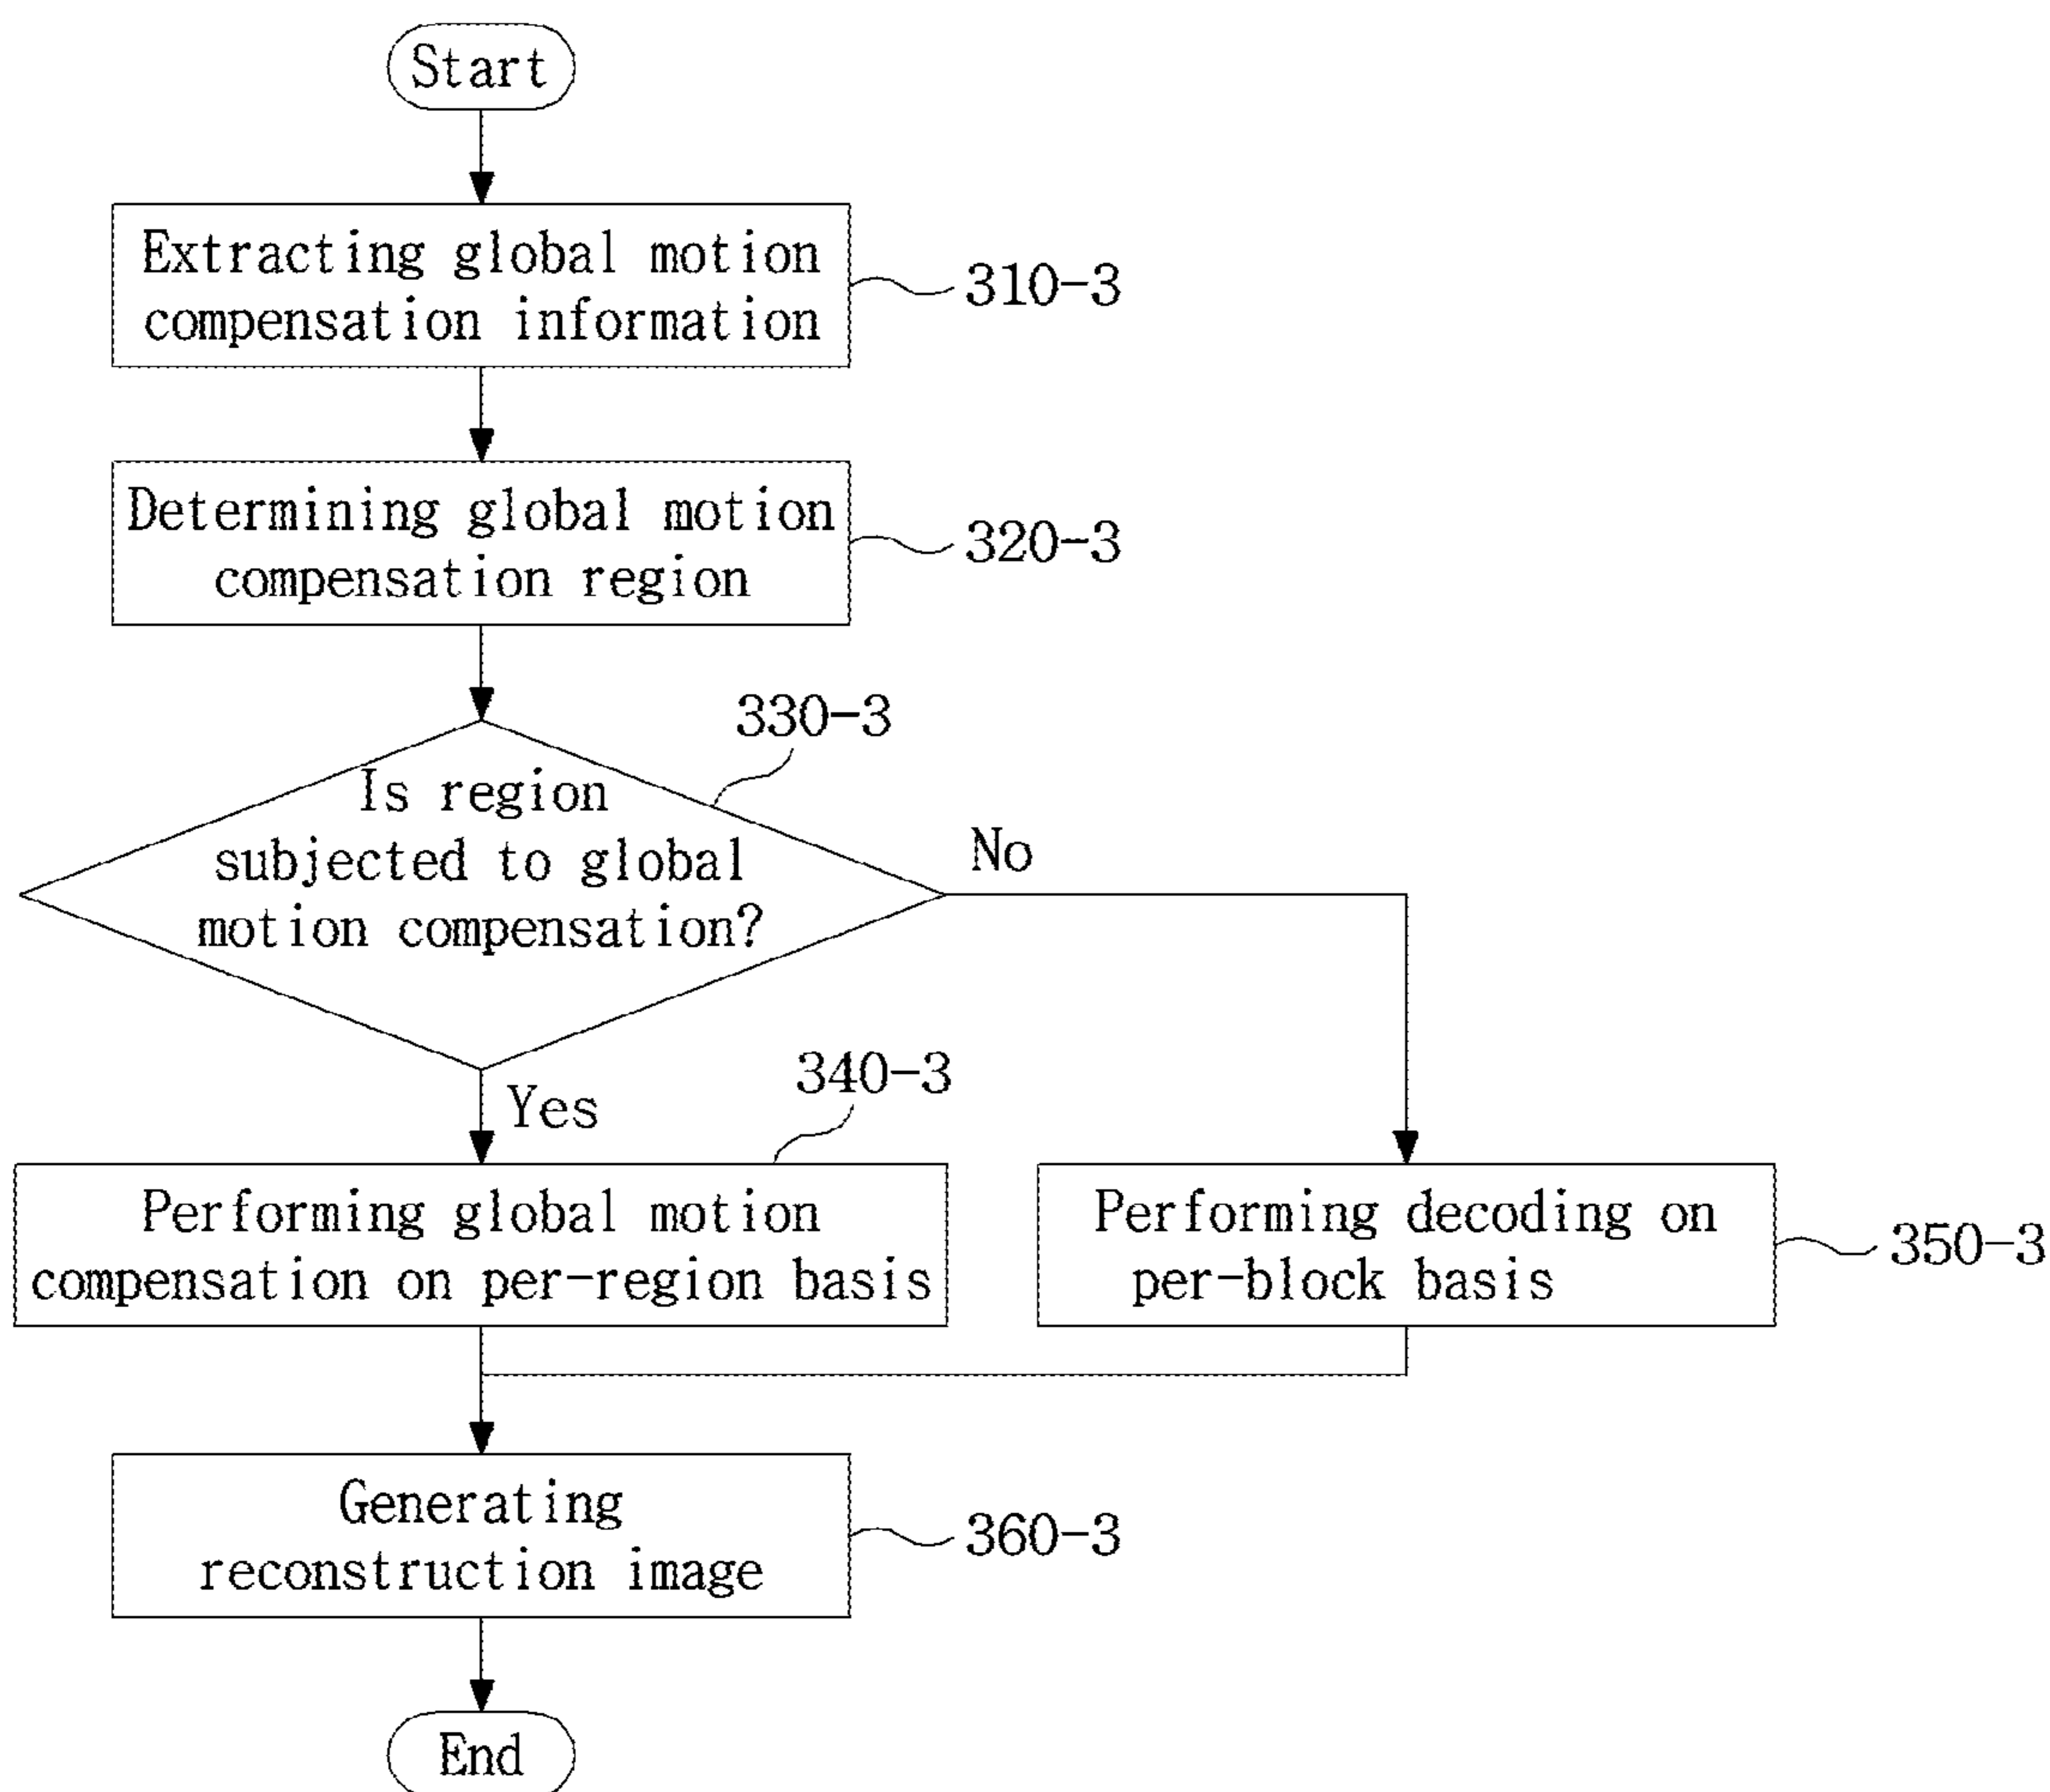 Start
Extracting global motion
compensation information
310-3
Determining global motion
compensation region
320-3
330-3
Is region
subjected to global
motion compensation?
No
Yes
340-3
Performing global motion
compensation on per-region basis
Performing decoding on
per-block basis
350-3
Generating
reconstruction image
360-3
End